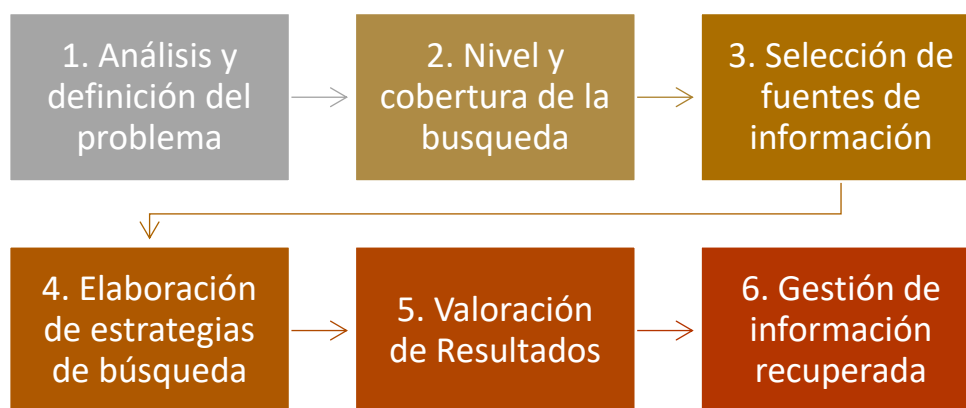 1. Análisis y
definición del
problema
2. Nivel y
cobertura de la
busqueda
3. Selección de
fuentes de
información
4. Elaboración
de estrategias
de búsqueda
5. Valoración
de Resultados
6. Gestión de
información
recuperada